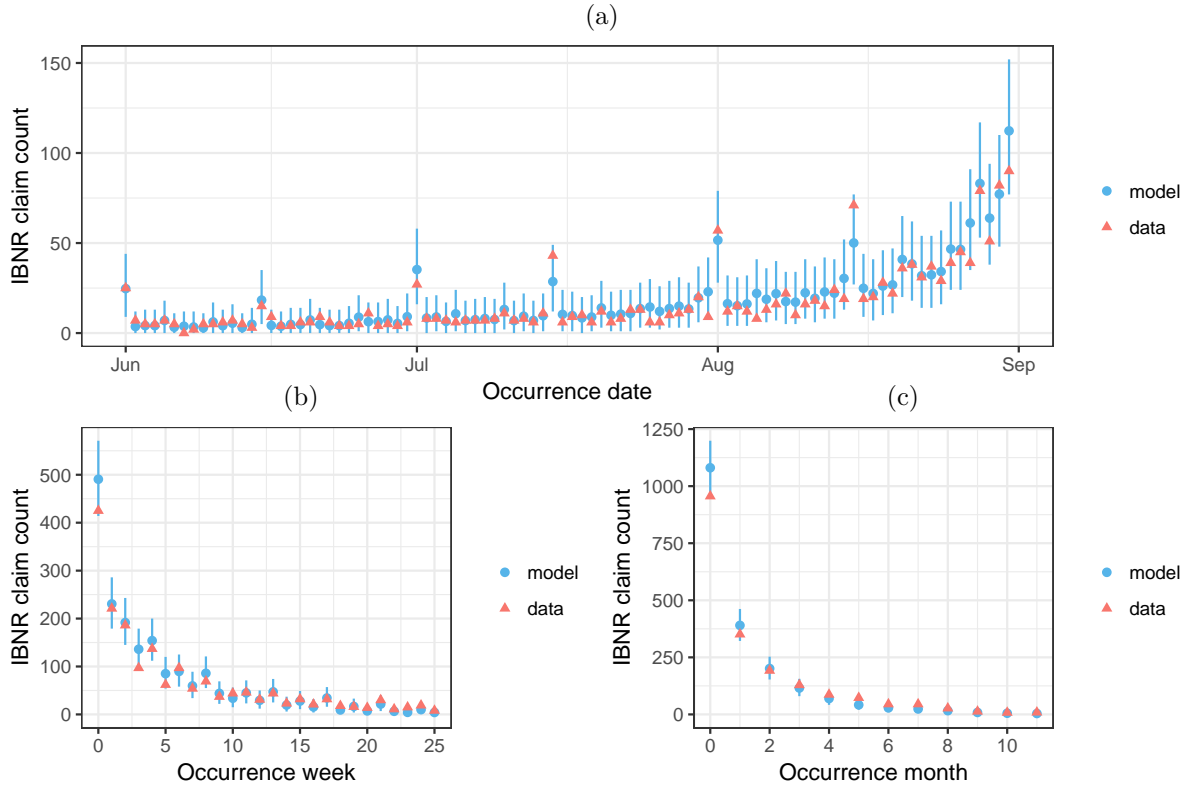 (a)
IBNR claim count
150
100
50
0
Jun
Jul
Aug
Sep
Occurrence date
model
data
(b)
IBNR claim count
500
400
300
200
100
0
0
5
10
15
20
25
Occurrence week
model
data
(c)
IBNR claim count
1250
1000
750
500
250
0
0
2
4
6
8
10
Occurrence month
model
data